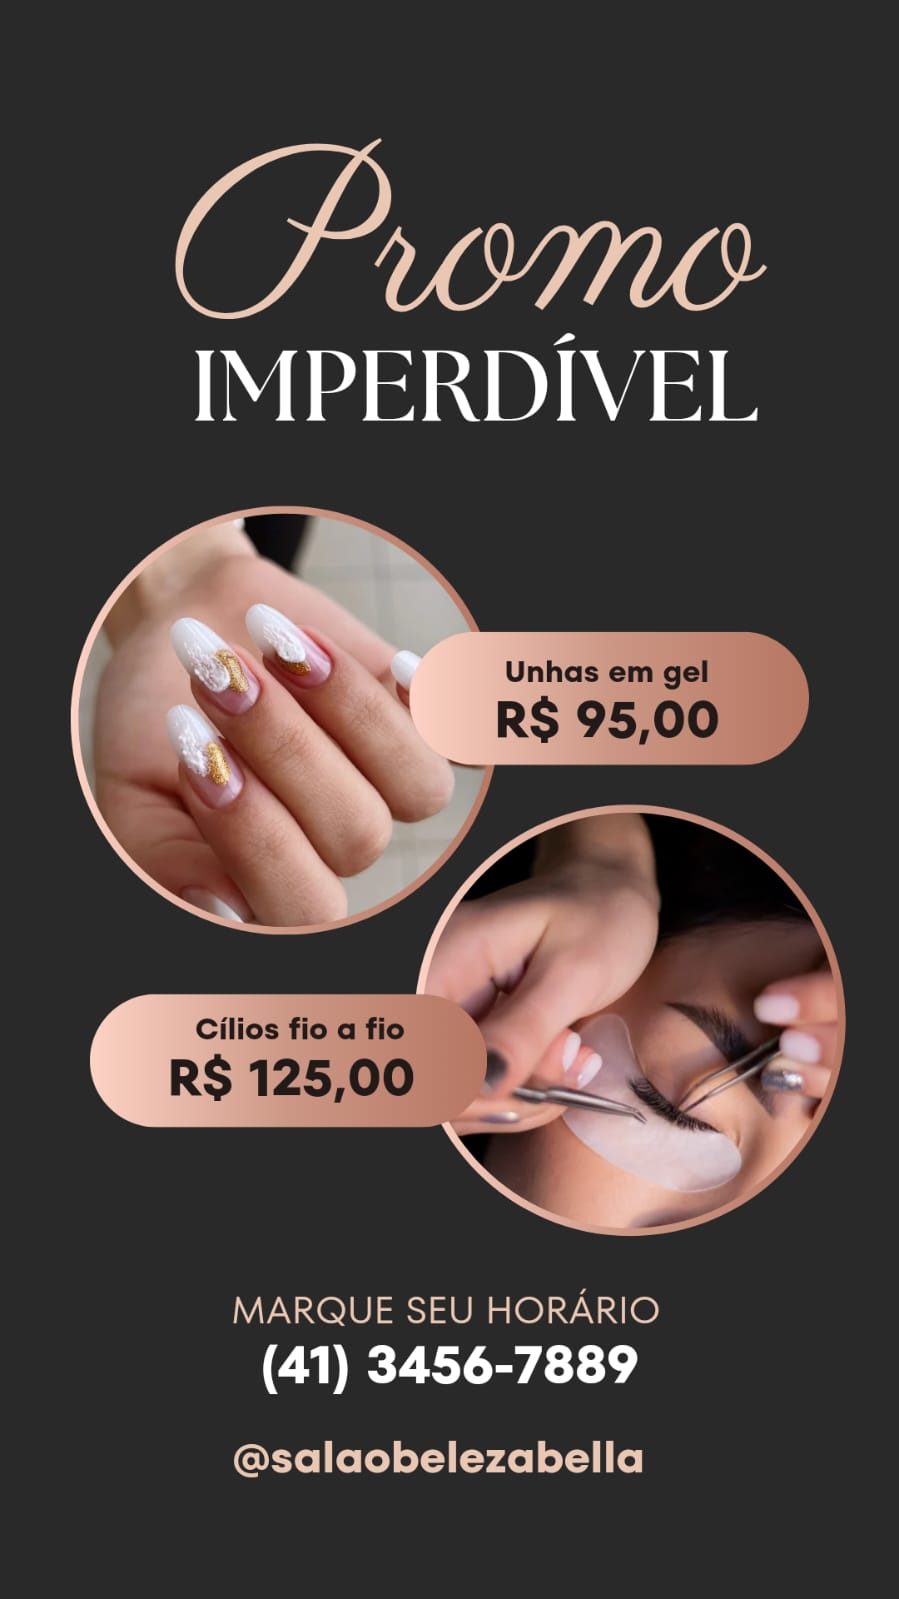 Promo
IMPERDÍVEL
Unhas em gel
R$ 95,00
Cílios fio a fio
R$ 125,00
MARQUE SEU HORÁRIO
(41) 3456-7889
@salaobelezabella